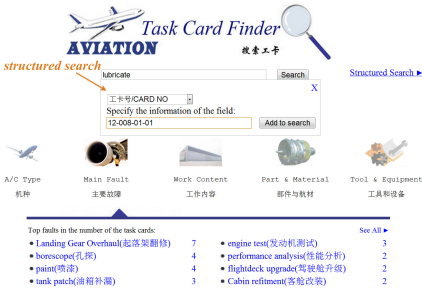 Task Card Finder
AVIATION
搜索工卡
structured search
lubricate
Search
Structured Search ►
X
工卡号/CARD NO
Specify the information of the field:
12-008-01-01
Add to search
A/C Type
Main Fault
Work Content
Part & Material
Tool & Equipment
机种
主要故障
工作内容
部件与航材
工具和设备
Top faults in the number of the task cards:
See All ►
• Landing Gear Overhaul(起落架翻修) 7
• engine test(发动机测试) 3
• borescope(孔探) 4
• performance analysis(性能分析) 2
• paint(喷漆) 4
• flightdeck upgrade(驾驶舱升级) 2
• tank patch(油箱补漏) 3
• Cabin refitment(客舱改装) 2